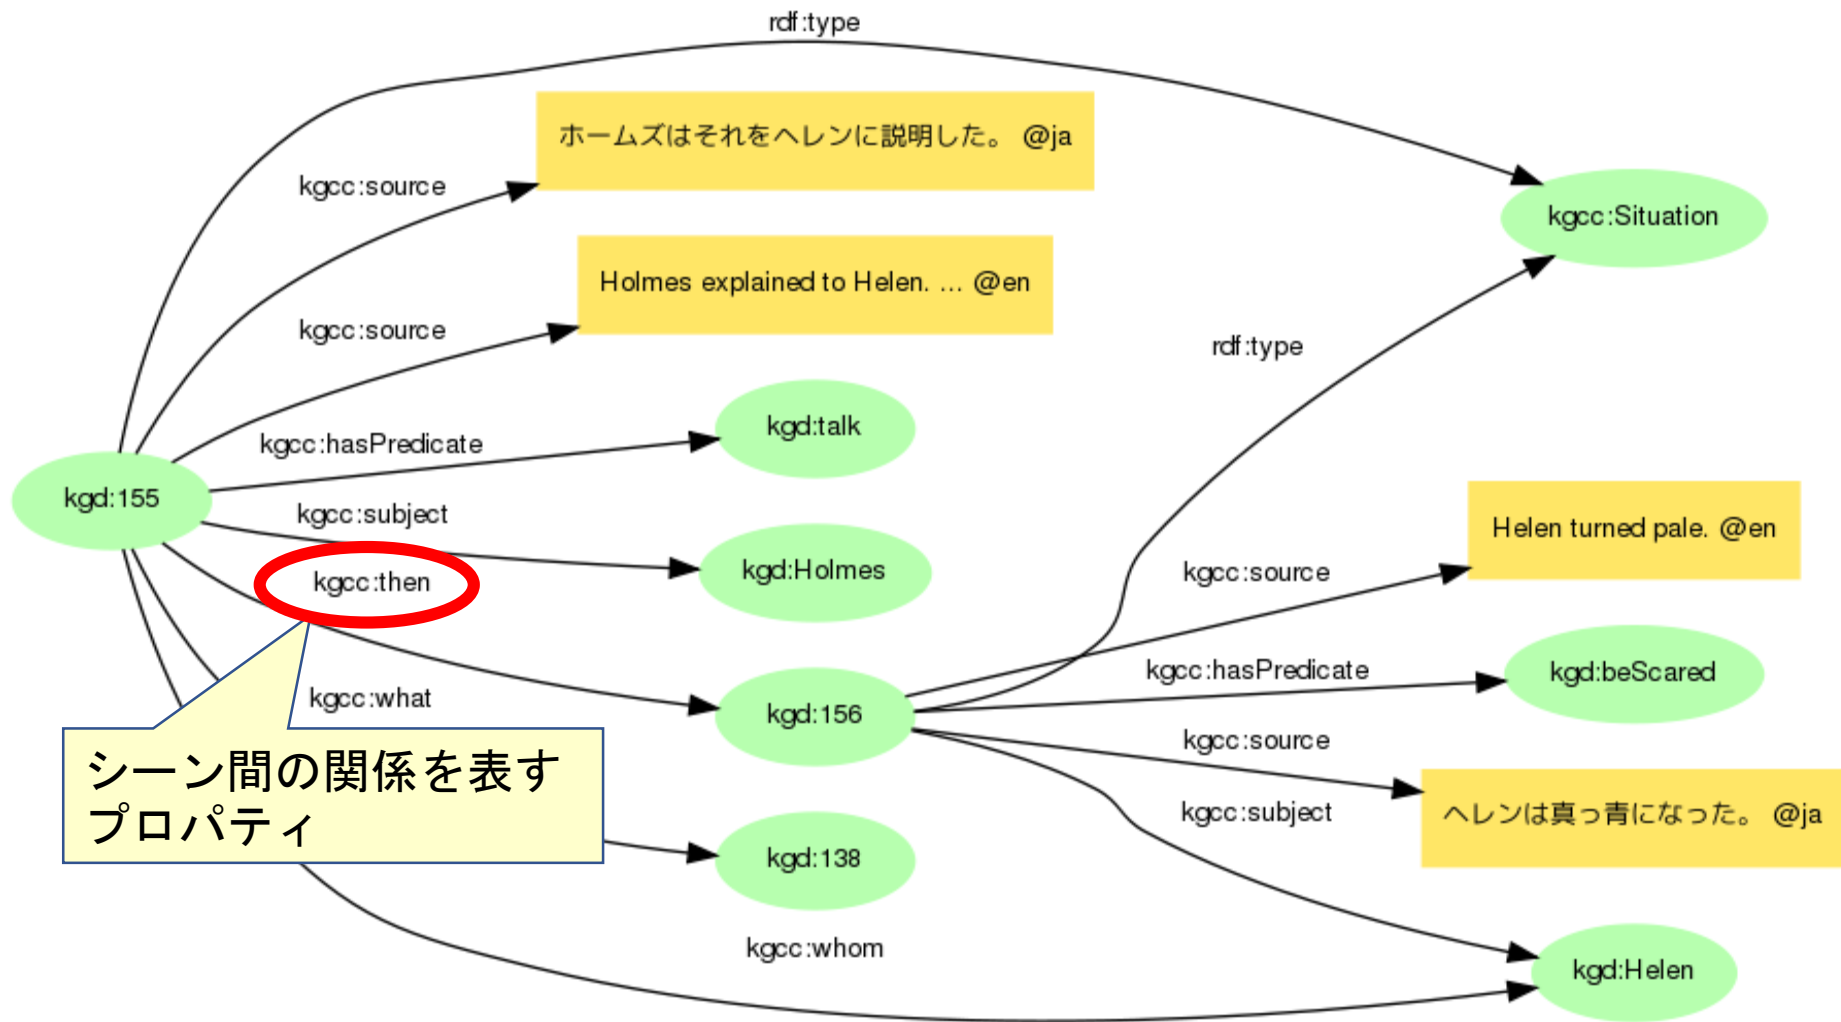 rdf:type
ホームズはそれをヘレンに説明した。 @ja
kgcc:source
kgcc:Situation
Holmes explained to Helen. ... @en
kgcc:source
rdf:type
kgd:talk
kgcc:hasPredicate
kgd:155
kgcc:subject
Helen turned pale. @en
kgd:Holmes
kgcc:source
kgcc:then
kgcc:hasPredicate
kgd:beScared
kgcc:what
kgd:156
kgcc:source
シーン間の関係を表す
プロパティ
kgcc:subject
ヘレンは真っ青になった。 @ja
kgd:138
kgcc:whom
kgd:Helen